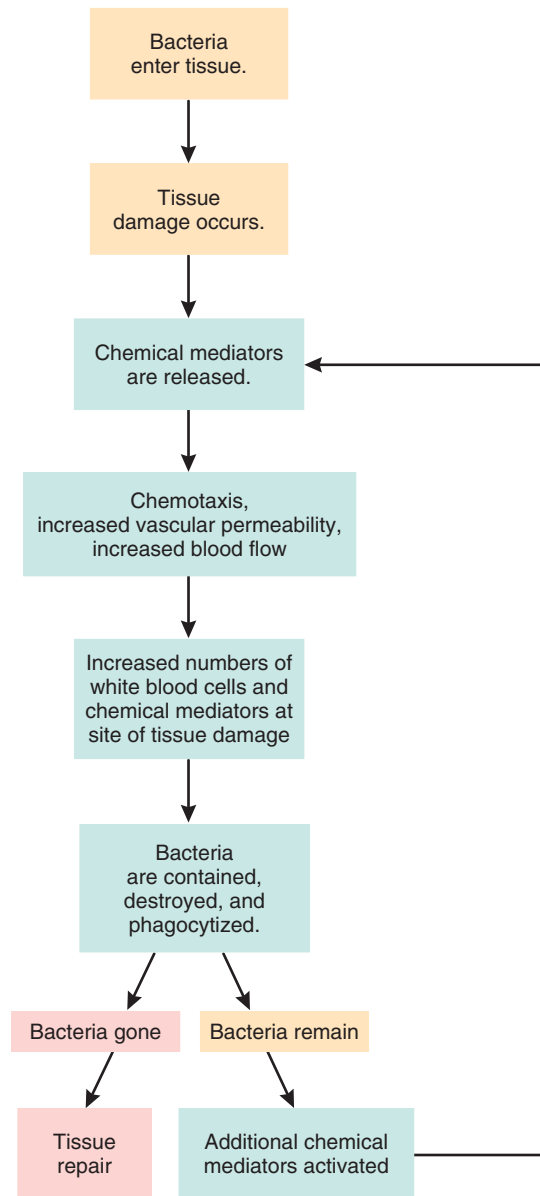 Bacteria
enter tissue.
Tissue
damage occurs.
Chemical mediators
are released.
Chemotaxis,
increased vascular permeability,
increased blood flow
Increased numbers of
white blood cells and
chemical mediators at
site of tissue damage
Bacteria
are contained,
destroyed, and
phagocytized.
Bacteria gone
Bacteria remain
Tissue
repair
Additional chemical
mediators activated